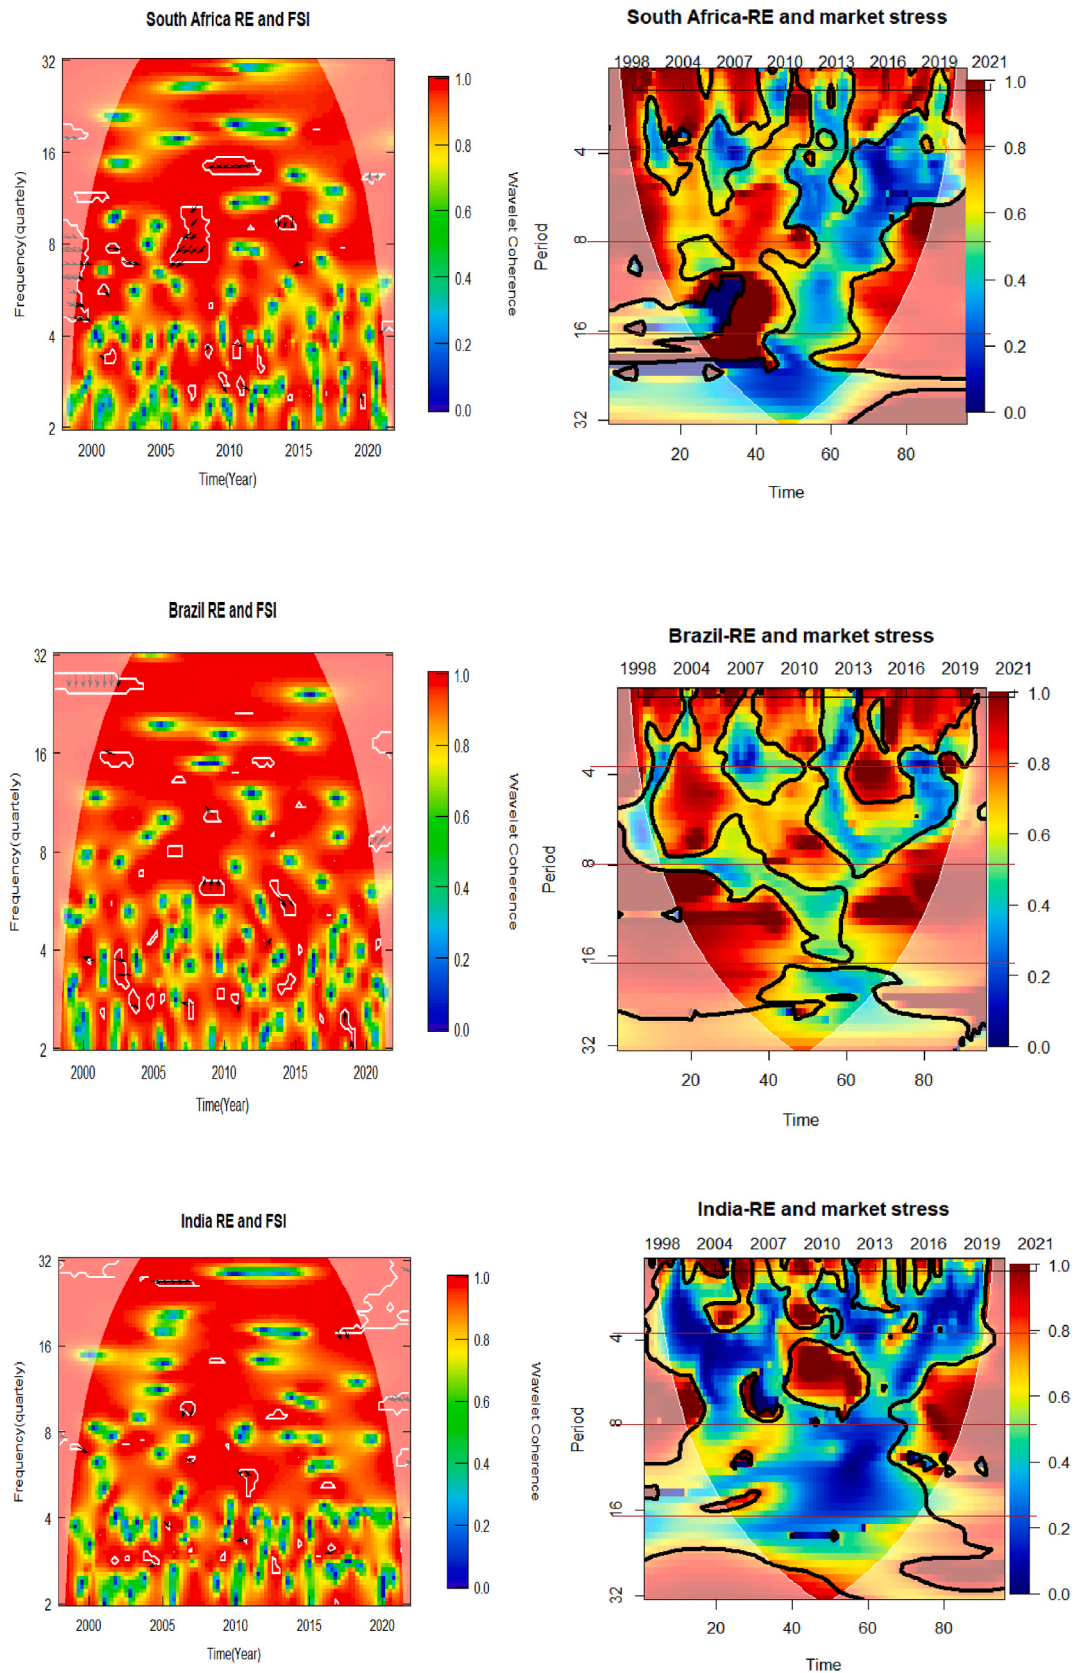 South Africa RE and FSI
32
16
8
4
2
Frequency(quartely)
2000 2005 2010 2015 2020
Time(Year)
1.0
0.8
0.6
0.4
0.2
0.0
Wavelet Coherence
South Africa-RE and market stress
1998 2004 2007 2010 2013 2016 2019 2021
4
8
16
32
Period
20 40 60 80
Time
1.0
0.8
0.6
0.4
0.2
0.0
Brazil RE and FSI
32
16
8
4
2
Frequency(quartely)
2000 2005 2010 2015 2020
Time(Year)
1.0
0.8
0.6
0.4
0.2
0.0
Wavelet Coherence
Brazil-RE and market stress
1998 2004 2007 2010 2013 2016 2019 2021
4
8
16
32
Period
20 40 60 80
Time
1.0
0.8
0.6
0.4
0.2
0.0
India RE and FSI
32
16
8
4
2
Frequency(quartely)
2000 2005 2010 2015 2020
Time(Year)
1.0
0.8
0.6
0.4
0.2
0.0
Wavelet Coherence
India-RE and market stress
1998 2004 2007 2010 2013 2016 2019 2021
4
8
16
32
Period
20 40 60 80
Time
1.0
0.8
0.6
0.4
0.2
0.0